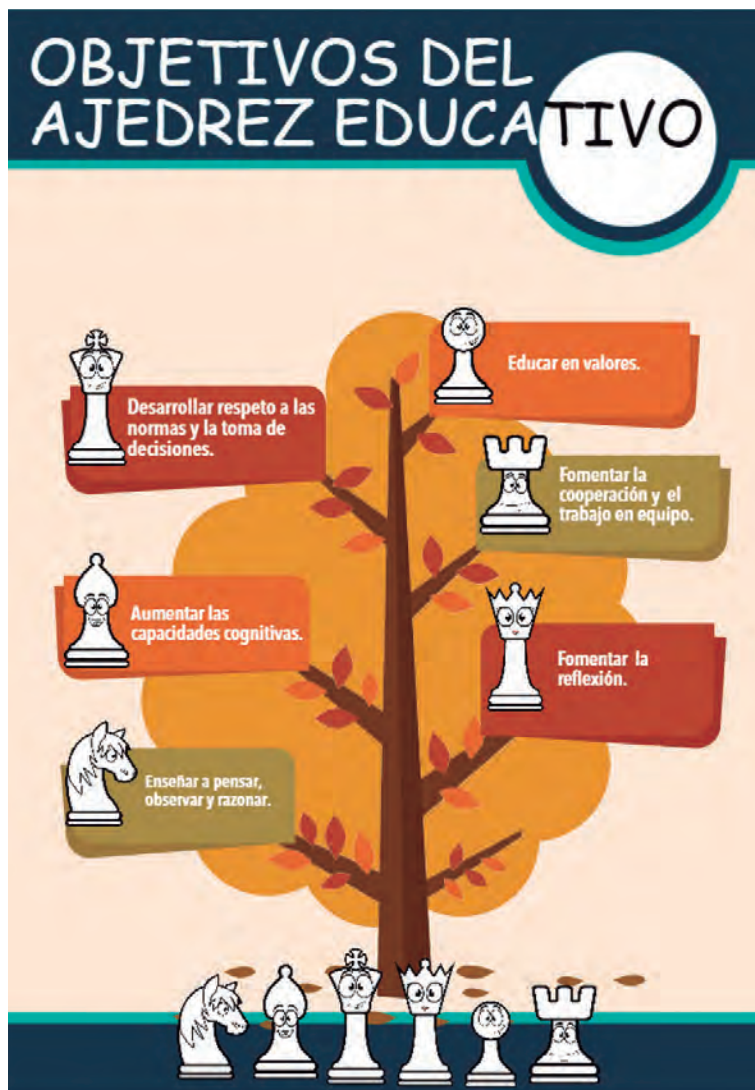 OBJETIVOS DEL
AJEDREZ EDUCATIVO
Desarrollar respeto a las
normas y la toma de
decisiones.
Educar en valores.
Fomentar la
cooperación y el
trabajo en equipo.
Aumentar las
capacidades cognitivas.
Fomentar la
reflexión.
Enseñar a pensar,
observar y razonar.